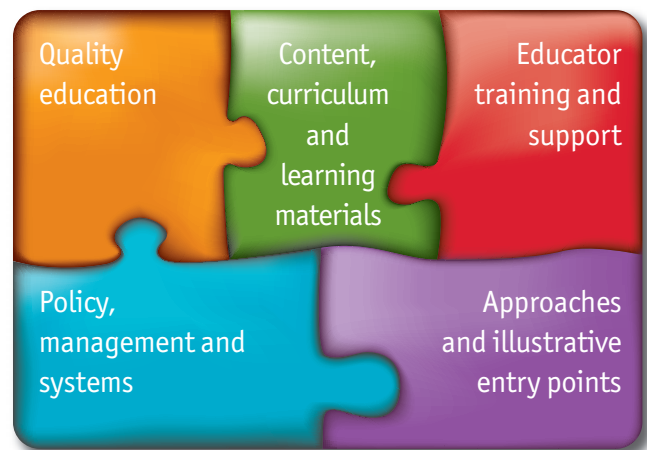 Quality
education
Content,
curriculum
and
learning
materials
Educator
training and
support
Policy,
management and
systems
Approaches
and illustrative
entry points